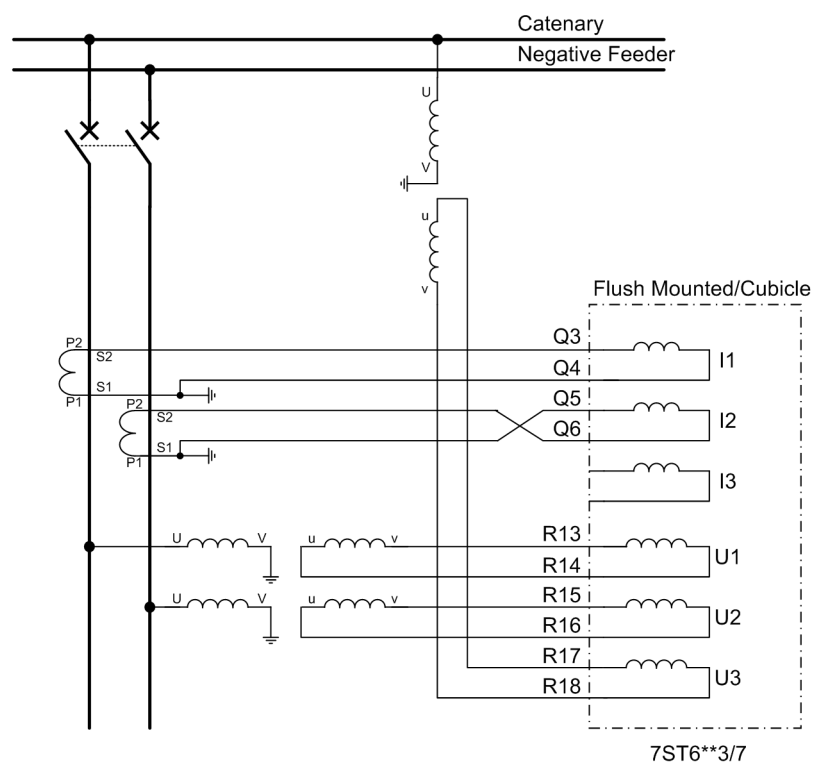 Catenary
Negative Feeder
U
V
u
v
Flush Mounted/Cubicle
P2
S2
Q3
I1
Q4
S1
P1
P2
S2
Q5
I2
Q6
S1
P1
I3
U V u v R13
U1
R14
U V u v R15
U2
R16
R17
U3
R18
7ST6**3/7